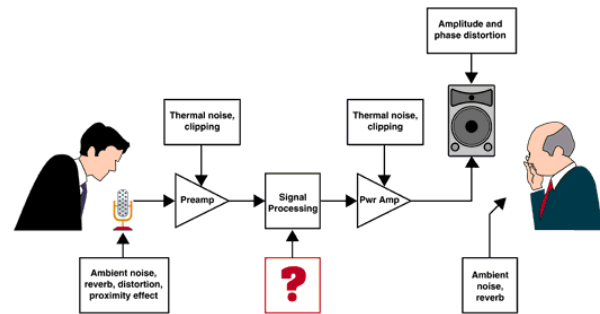 Amplitude and
phase distortion
Thermal noise,
clipping
Thermal noise,
clipping
Preamp
Signal
Processing
Pwr Amp
Ambient noise,
reverb, distortion,
proximity effect
?
Ambient
noise,
reverb